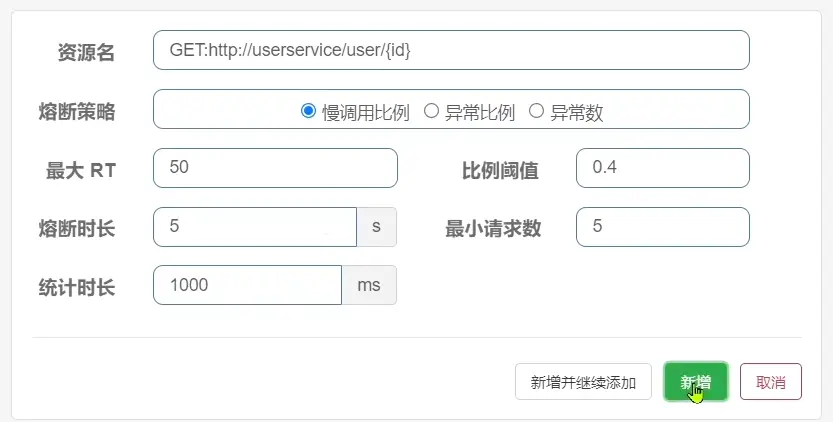 资源名 GET:http://userservice/user/{id}
熔断策略 慢调用比例 异常比例 异常数
最大 RT 50 比例阈值 0.4
熔断时长 5 s 最小请求数 5
统计时长 1000 ms
新增并继续添加 新增 取消